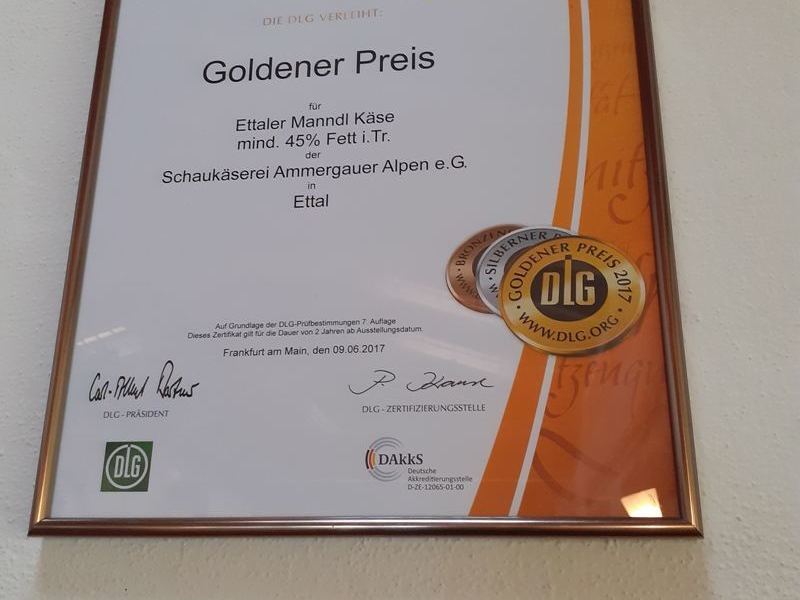 DIE DLG VERLEIHT:
Goldener Preis
für
Ettaler Manndl Käse
mind. 45% Fett i.Tr.
der
Schaukäserei Ammergauer Alpen e.G.
in
Ettal
BRONZENE
SILBERNER P
GOLDENER PREIS 2017
DLG
WWW.DLG.ORG
Auf Grundlage der DLG-Prüfbestimmungen 7. Auflage
Dieses Zertifikat gilt für die Dauer von 2 Jahren ab Ausstellungsdatum.
Frankfurt am Main, den 09.06.2017
DLG - PRÄSIDENT
DLG - ZERTIFIZIERUNGSSTELLE
DLG
DAkkS
Deutsche
Akkreditierungsstelle
D-ZE-12065-01-00